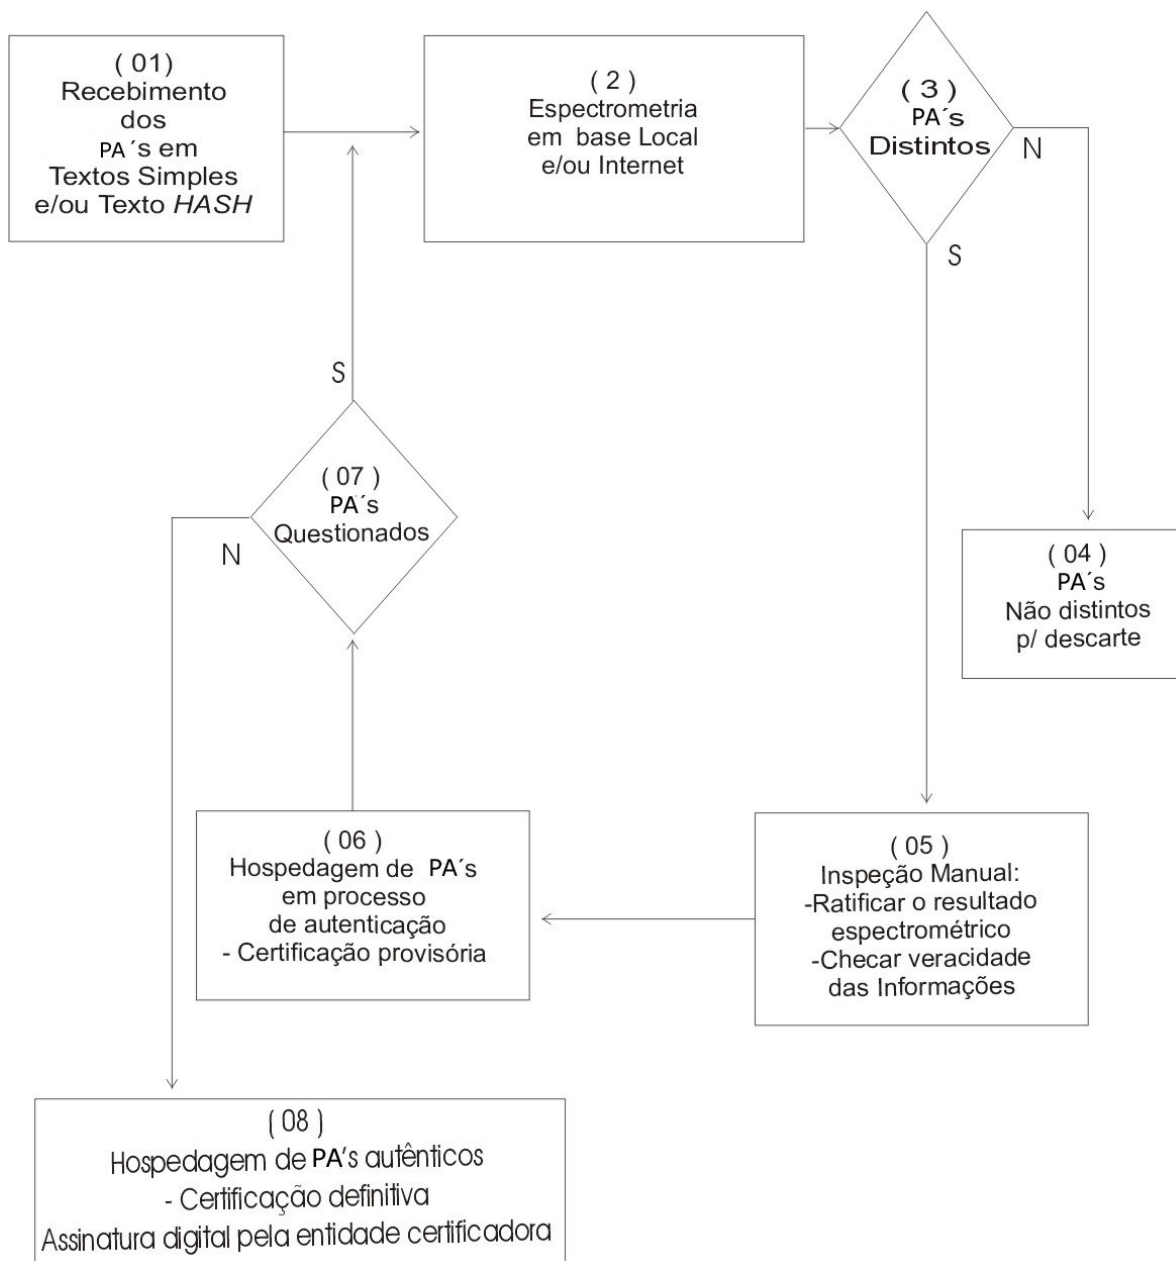 ( 01)
Recebimento
dos
PA´s em
Textos Simples
e/ou Texto HASH
( 2 )
Espectrometria
em base Local
e/ou Internet
( 3 )
PA´s
Distintos
N
S
( 04 )
PA´s
Não distintos
p/ descarte
( 05 )
Inspeção Manual:
-Ratificar o resultado
espectrométrico
-Checar veracidade
das Informações
( 06 )
Hospedagem de PA´s
em processo
de autenticação
- Certificação provisória
S
( 07 )
PA´s
Questionados
N
( 08 )
Hospedagem de PA's autênticos
- Certificação definitiva
Assinatura digital pela entidade certificadora